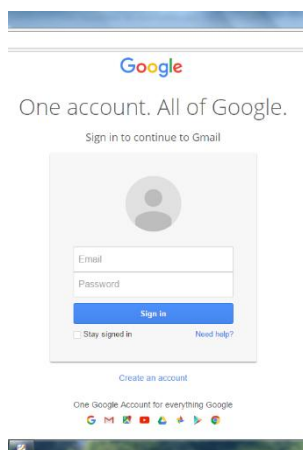 Google
One account. All of Google.
Sign in to continue to Gmail
Email
Password
Sign in
Stay signed in Need help?
Create an account
One Google Account for everything Google